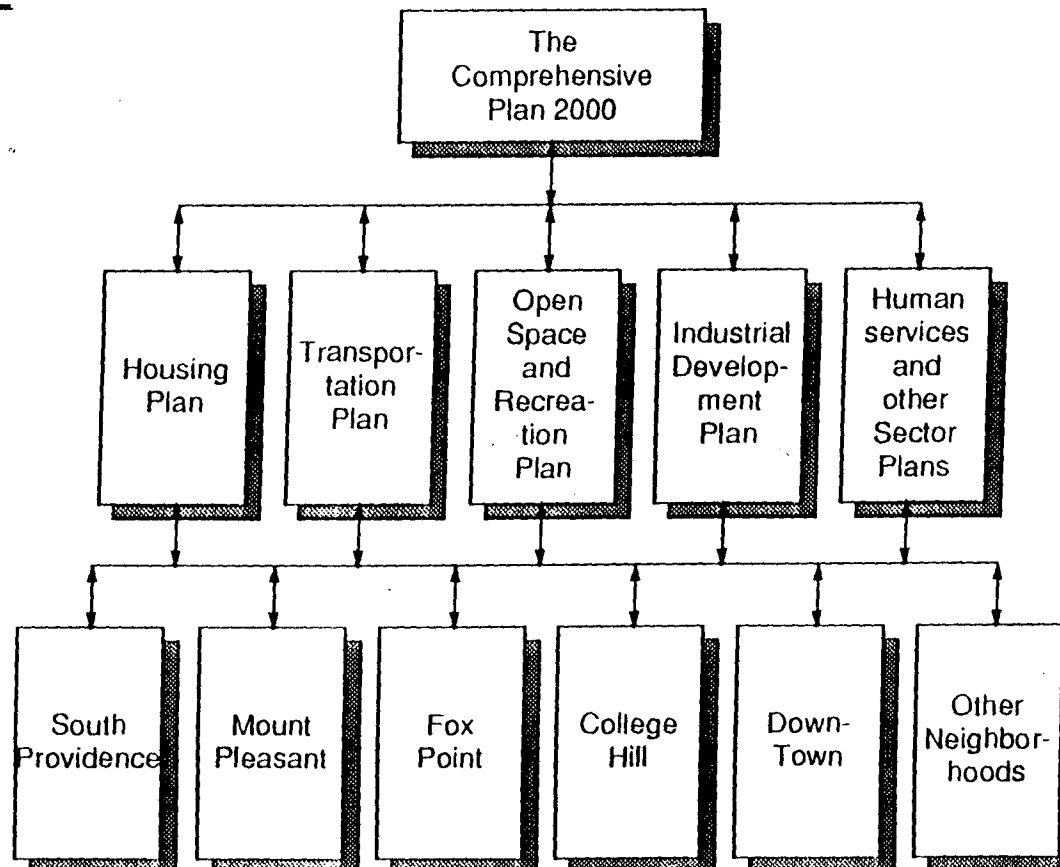 The
Comprehensive
Plan 2000
Housing
Plan
Transpor-
tation
Plan
Open
Space
and
Recrea-
tion
Plan
Industrial
Develop-
ment
Plan
Human
services
and
other
Sector
Plans
South
Providence
Mount
Pleasant
Fox
Point
College
Hill
Down-
Town
Other
Neighbor-
hoods